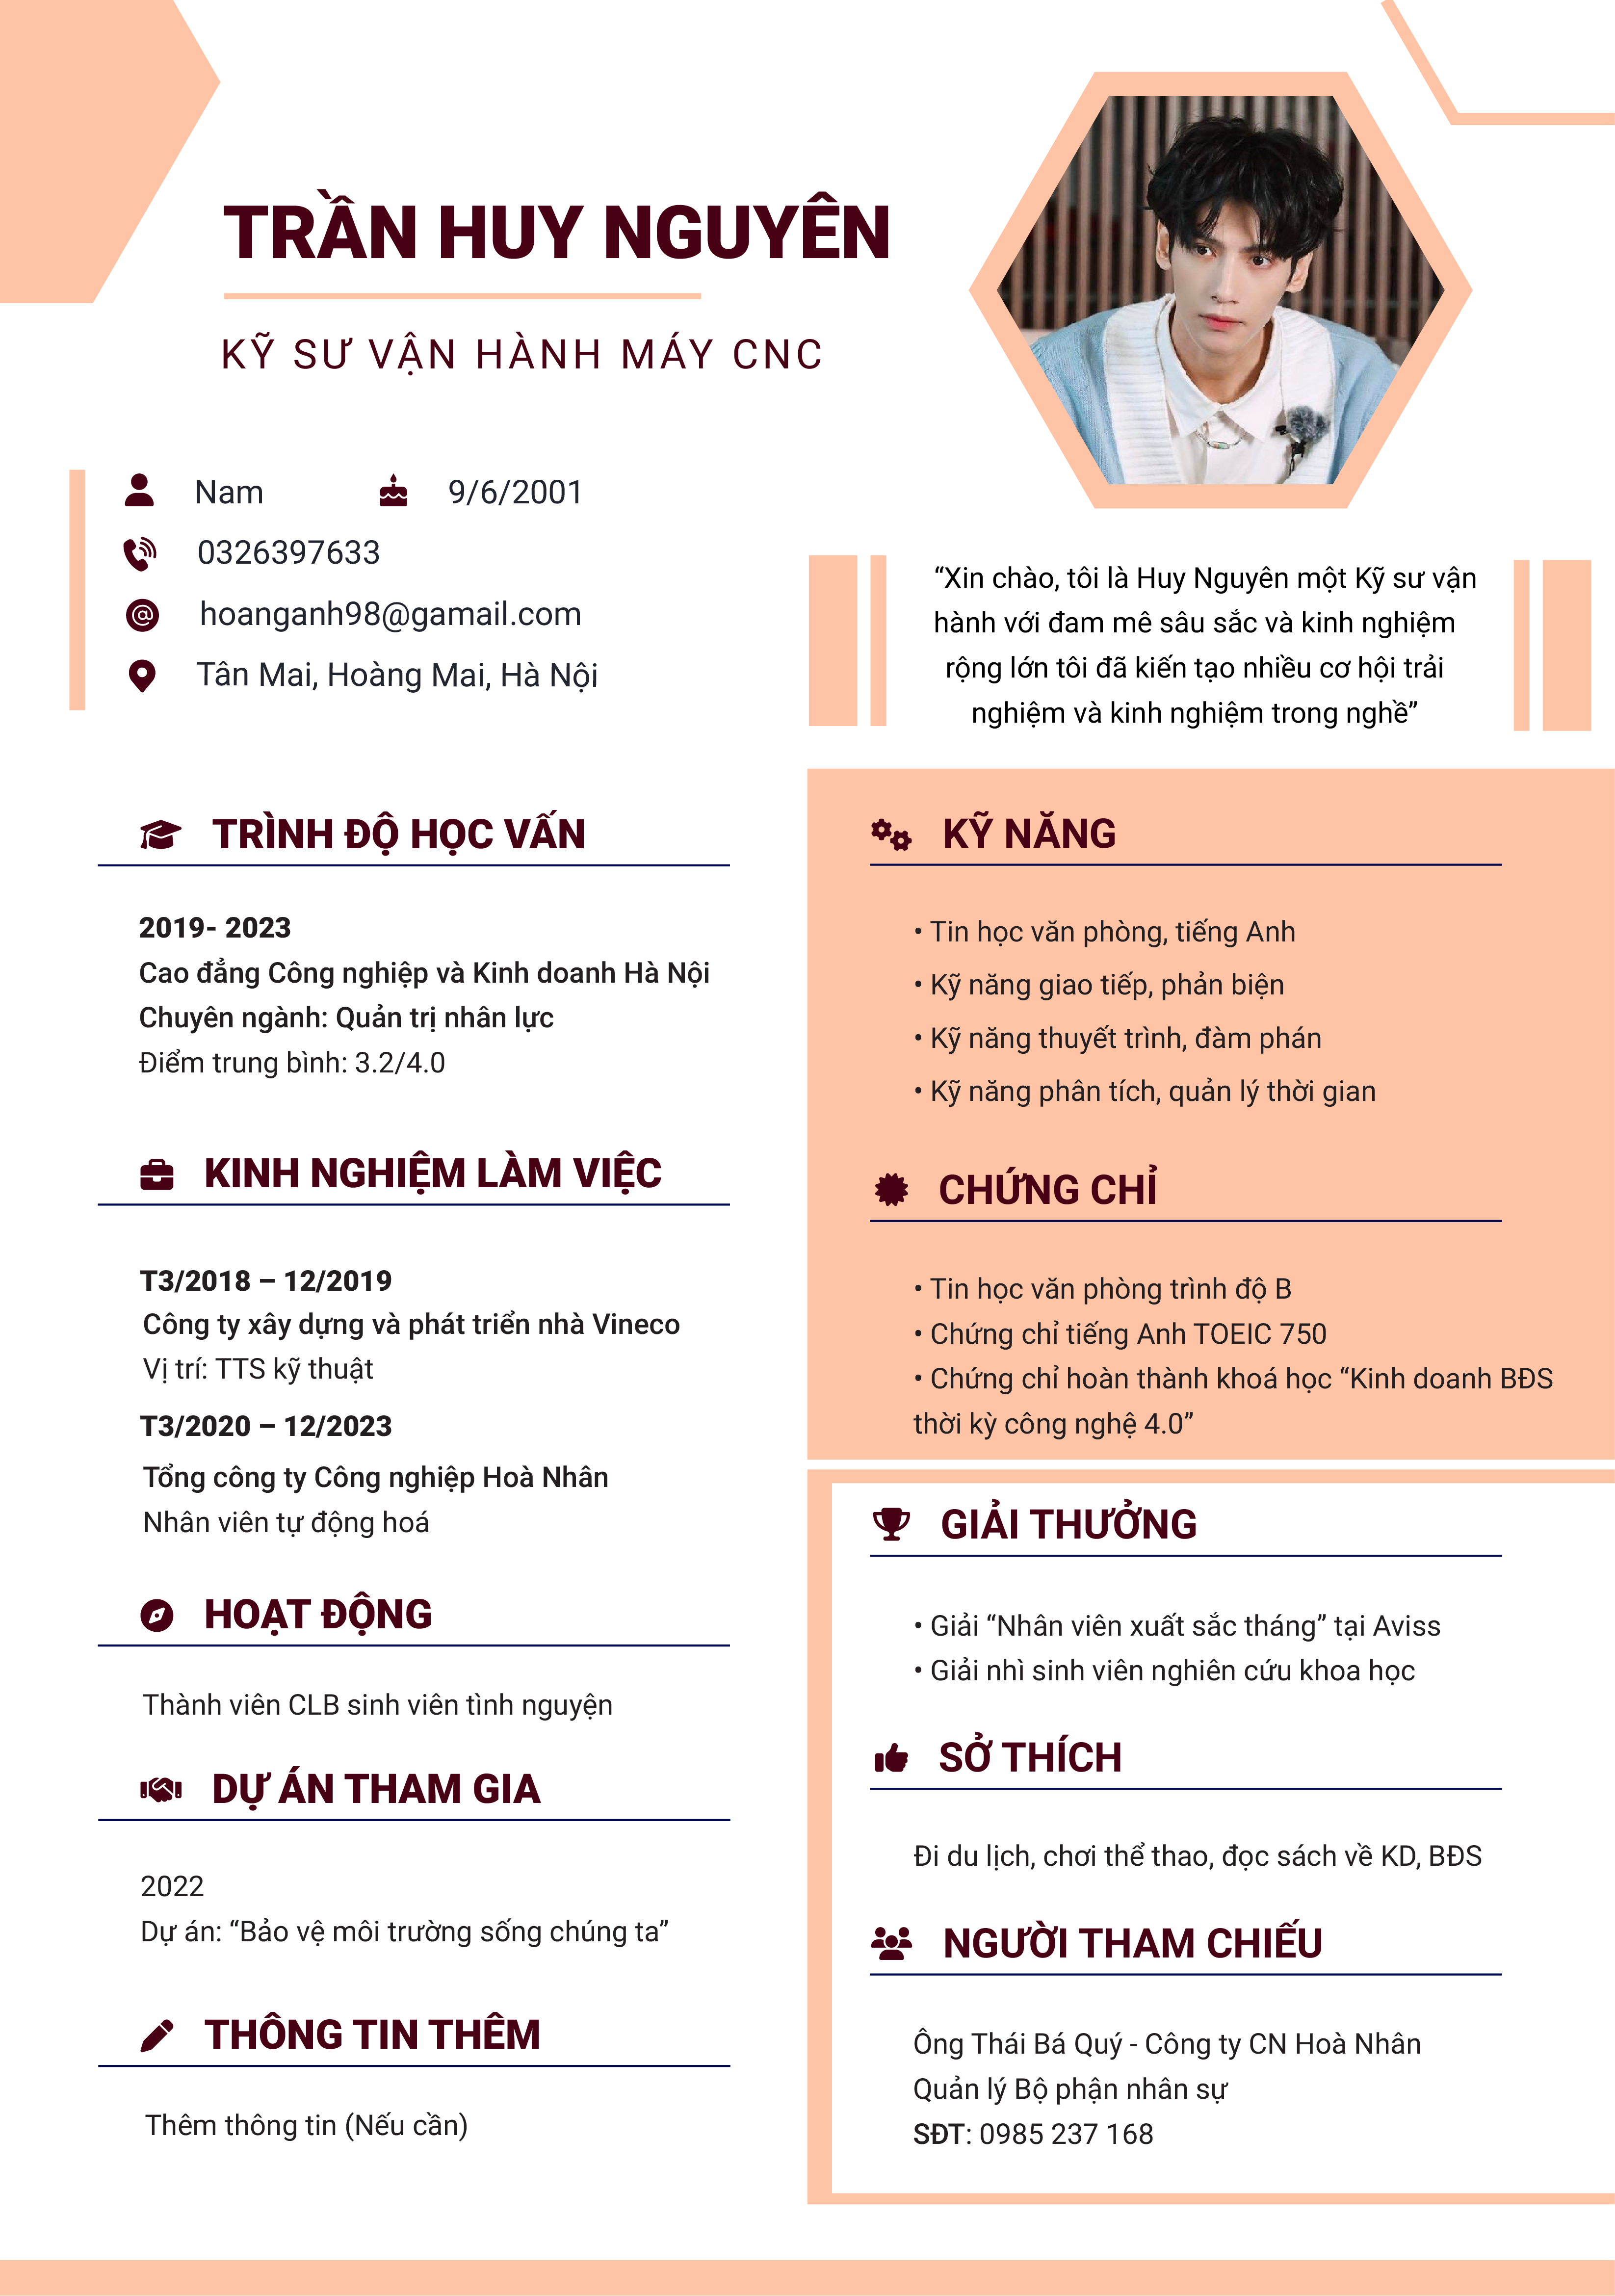 TRẦN HUY NGUYÊN
KỸ SƯ VẬN HÀNH MÁY CNC
Nam
9/6/2001
0326397633
hoanganh98@gamail.com
Tân Mai, Hoàng Mai, Hà Nội
“Xin chào, tôi là Huy Nguyên một Kỹ sư vận
hành với đam mê sâu sắc và kinh nghiệm
rộng lớn tôi đã kiến tạo nhiều cơ hội trải
nghiệm và kinh nghiệm trong nghề”
TRÌNH ĐỘ HỌC VẤN
2019- 2023
Cao đẳng Công nghiệp và Kinh doanh Hà Nội
Chuyên ngành: Quản trị nhân lực
Điểm trung bình: 3.2/4.0
KINH NGHIỆM LÀM VIỆC
T3/2018 – 12/2019
Công ty xây dựng và phát triển nhà Vineco
Vị trí: TTS kỹ thuật
T3/2020 – 12/2023
Tổng công ty Công nghiệp Hoà Nhân
Nhân viên tự động hoá
HOẠT ĐỘNG
Thành viên CLB sinh viên tình nguyện
DỰ ÁN THAM GIA
2022
Dự án: “Bảo vệ môi trường sống chúng ta”
THÔNG TIN THÊM
Thêm thông tin (Nếu cần)
KỸ NĂNG
• Tin học văn phòng, tiếng Anh
• Kỹ năng giao tiếp, phản biện
• Kỹ năng thuyết trình, đàm phán
• Kỹ năng phân tích, quản lý thời gian
CHỨNG CHỈ
• Tin học văn phòng trình độ B
• Chứng chỉ tiếng Anh TOEIC 750
• Chứng chỉ hoàn thành khoá học “Kinh doanh BĐS
thời kỳ công nghệ 4.0”
GIẢI THƯỞNG
• Giải “Nhân viên xuất sắc tháng” tại Aviss
• Giải nhì sinh viên nghiên cứu khoa học
SỞ THÍCH
Đi du lịch, chơi thể thao, đọc sách về KD, BĐS
NGƯỜI THAM CHIẾU
Ông Thái Bá Quý - Công ty CN Hoà Nhân
Quản lý Bộ phận nhân sự
SĐT: 0985 237 168